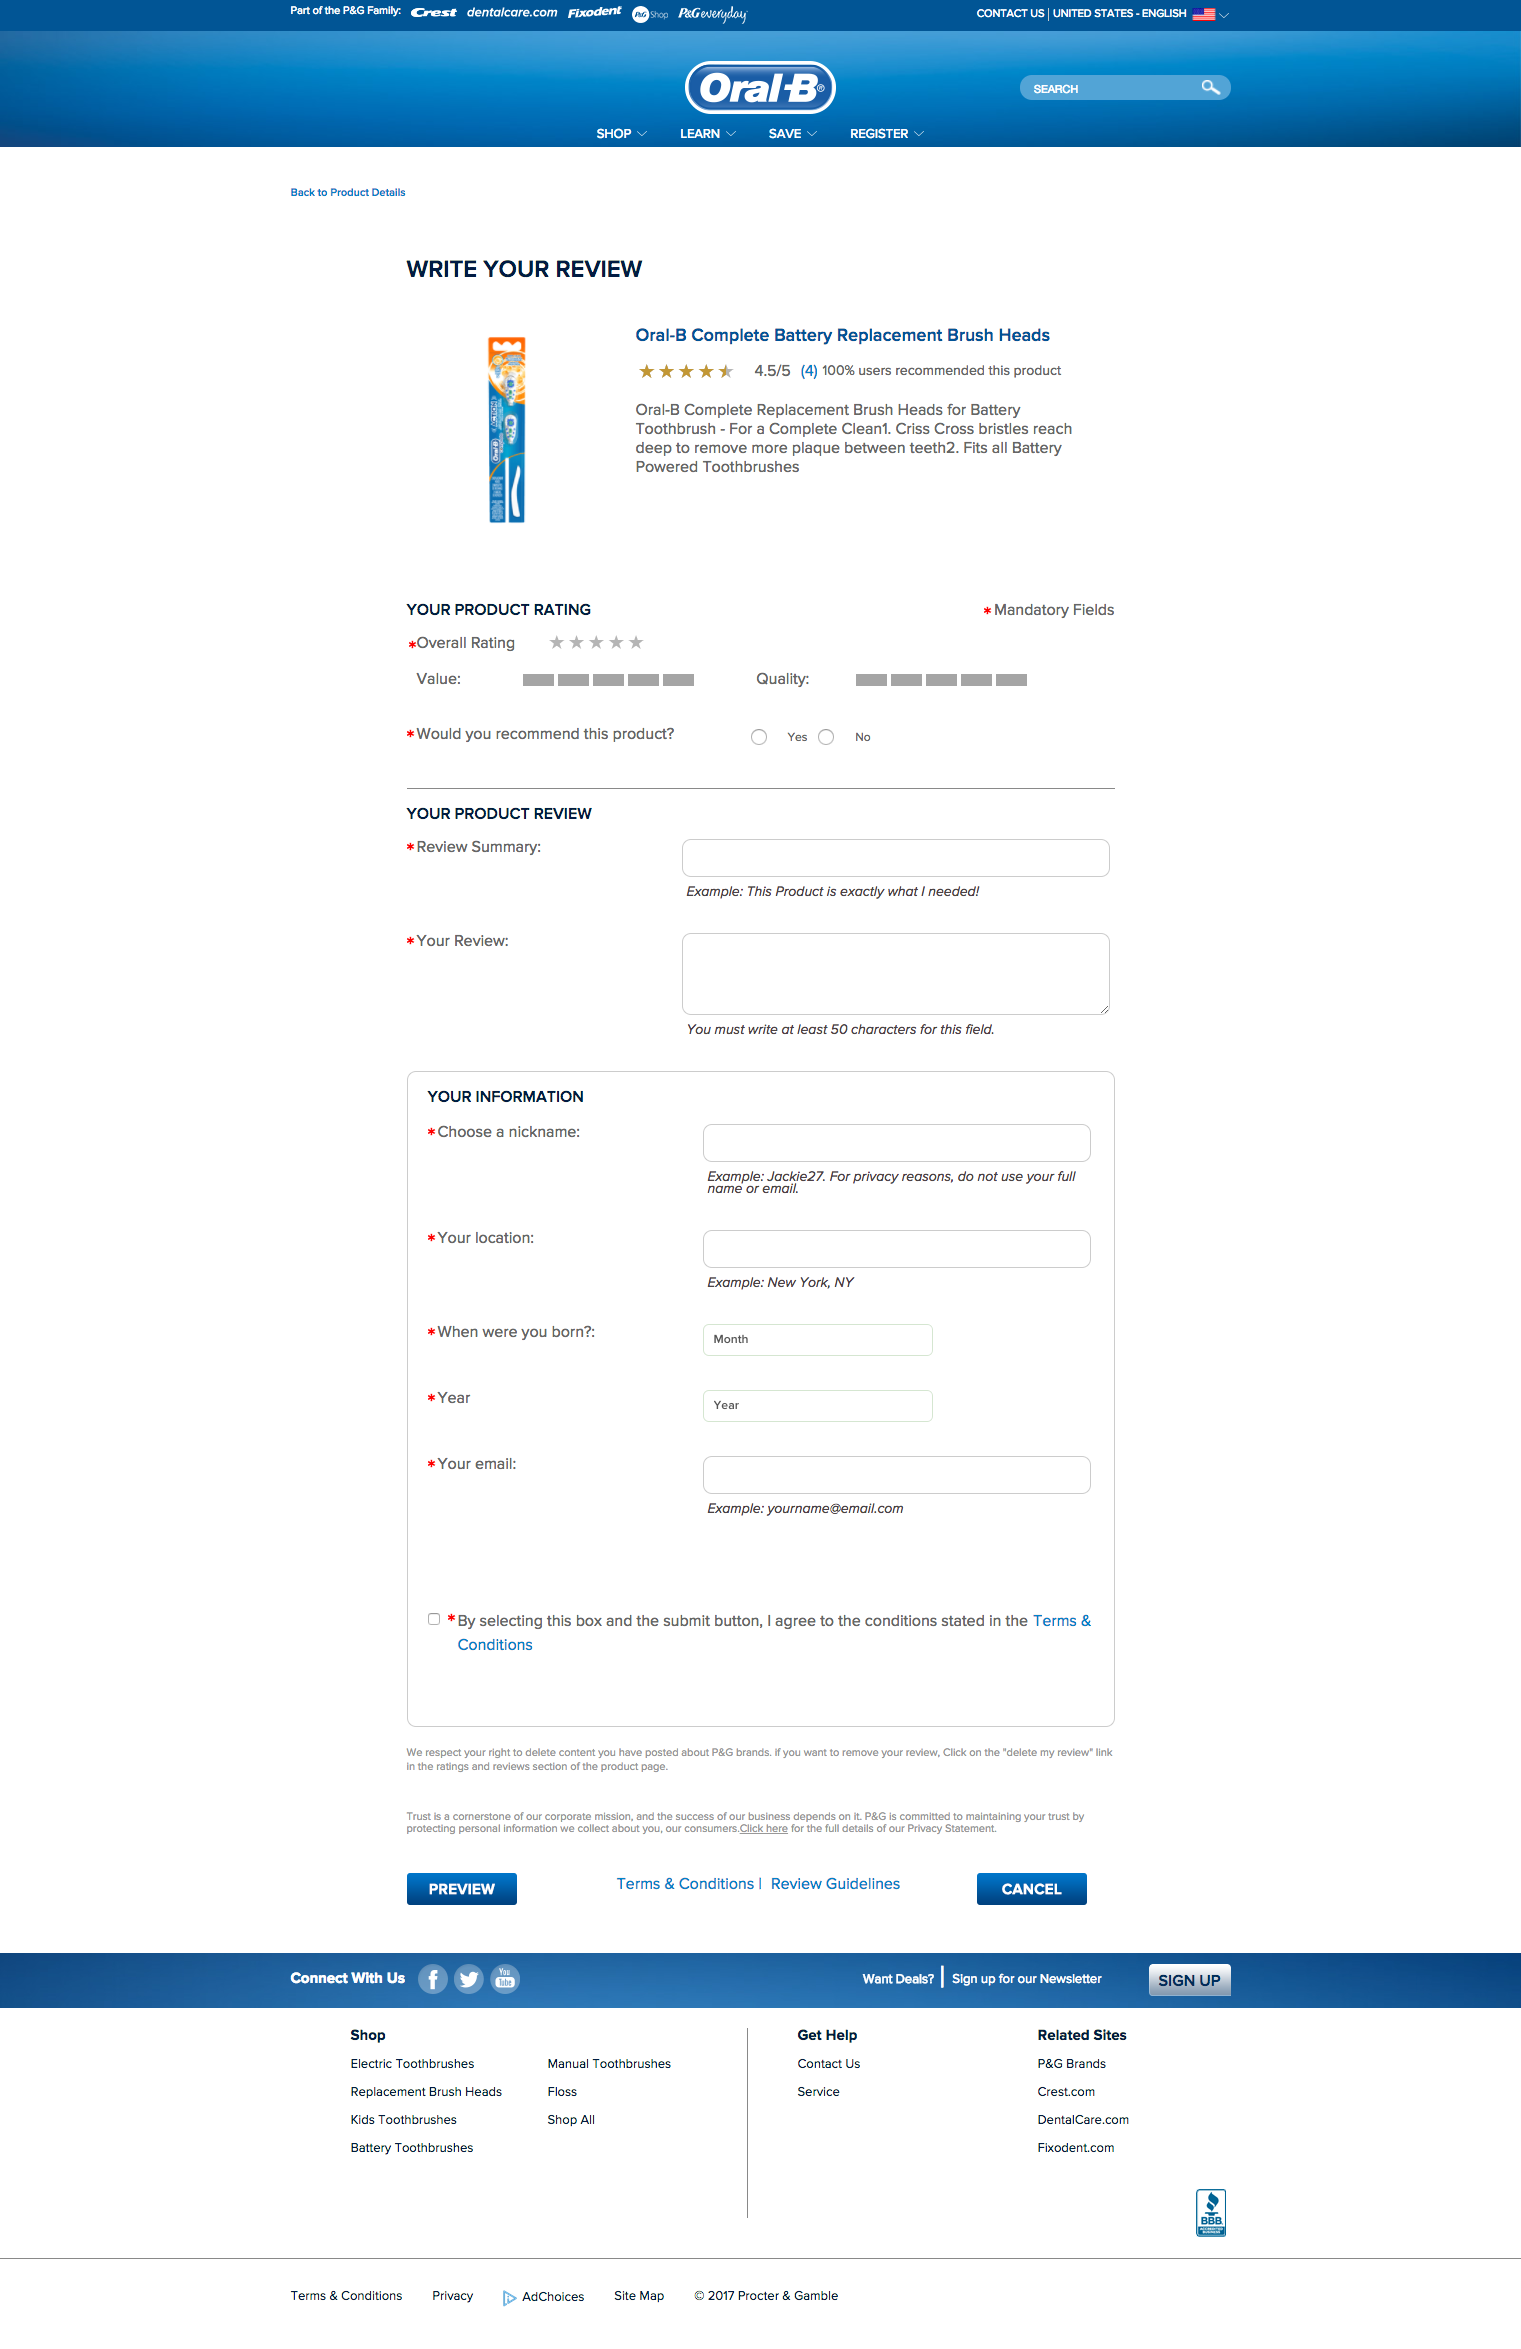 Part of the P&G Family: Crest dentalcare.com Fixodent P&G Shop P&G everyday
CONTACT US | UNITED STATES - ENGLISH
Oral-B®
SEARCH
SHOP LEARN SAVE REGISTER
Back to Product Details
WRITE YOUR REVIEW
Oral-B Complete Battery Replacement Brush Heads
4.5/5 (4) 100% users recommended this product
Oral-B Complete Replacement Brush Heads for Battery
Toothbrush - For a Complete Clean1. Criss Cross bristles reach
deep to remove more plaque between teeth2. Fits all Battery
Powered Toothbrushes
ACTION
Oral-B
YOUR PRODUCT RATING
* Mandatory Fields
*Overall Rating
Value:
Quality:
*Would you recommend this product?
Yes
No
YOUR PRODUCT REVIEW
*Review Summary:
Example: This Product is exactly what I needed!
*Your Review:
You must write at least 50 characters for this field.
YOUR INFORMATION
*Choose a nickname:
Example: Jackie27. For privacy reasons, do not use your full
name or email.
*Your location:
Example: New York, NY
*When were you born?:
Month
*Year
Year
*Your email:
Example: yourname@email.com
*By selecting this box and the submit button, I agree to the conditions stated in the Terms &
Conditions
We respect your right to delete content you have posted about P&G brands. if you want to remove your review, Click on the "delete my review" link
in the ratings and reviews section of the product page.
Trust is a cornerstone of our corporate mission, and the success of our business depends on it. P&G is committed to maintaining your trust by
protecting personal information we collect about you, our consumers.Click here for the full details of our Privacy Statement.
PREVIEW
Terms & Conditions | Review Guidelines
CANCEL
Connect With Us
You Tube
Want Deals? | Sign up for our Newsletter
SIGN UP
Shop
Electric Toothbrushes
Replacement Brush Heads
Kids Toothbrushes
Battery Toothbrushes
Manual Toothbrushes
Floss
Shop All
Get Help
Contact Us
Service
Related Sites
P&G Brands
Crest.com
DentalCare.com
Fixodent.com
BBB.
ACCREDITED
BUSINESS
Terms & Conditions
Privacy
AdChoices
Site Map
© 2017 Procter & Gamble